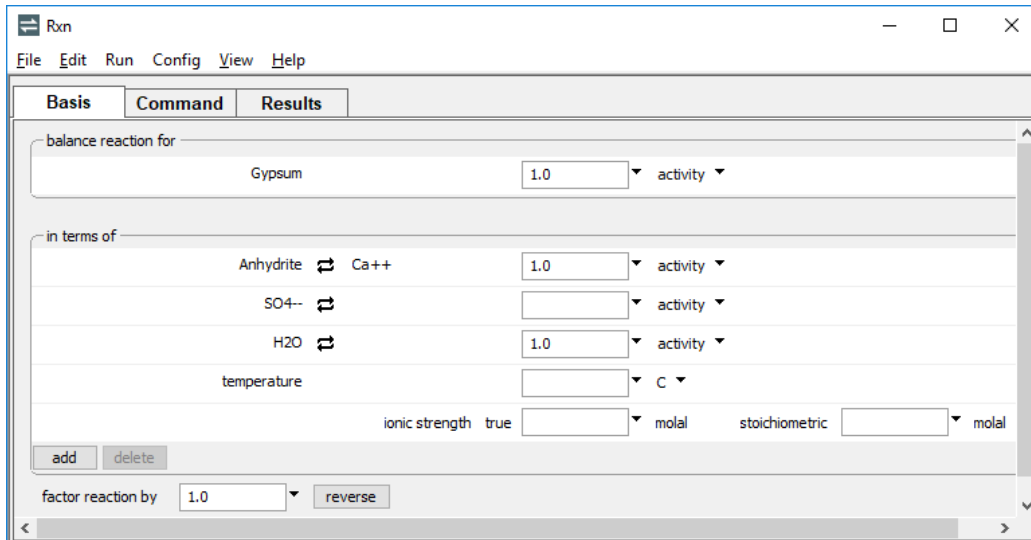 Rxn
File Edit Run Config View Help
Basis Command Results
balance reaction for
Gypsum 1.0 activity
in terms of
Anhydrite Ca++ 1.0 activity
SO4-- activity
H2O 1.0 activity
temperature C
ionic strength true molal stoichiometric molal
add delete
factor reaction by 1.0 reverse